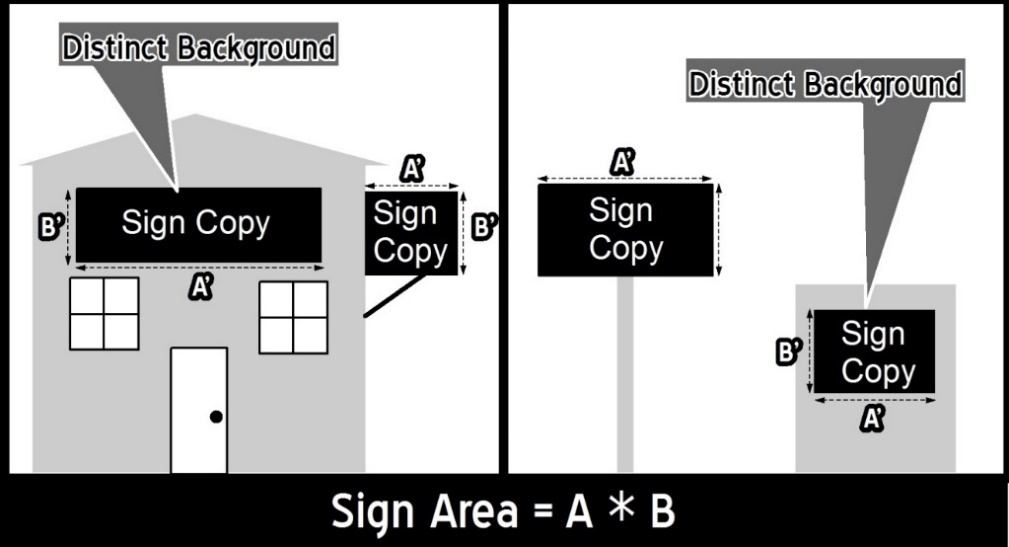 Distinct Background
A'
B'
Sign Copy
Sign
Copy
B'
A'
Distinct Background
A'
Sign
Copy
Sign
Copy
B'
A'
Sign Area = A * B